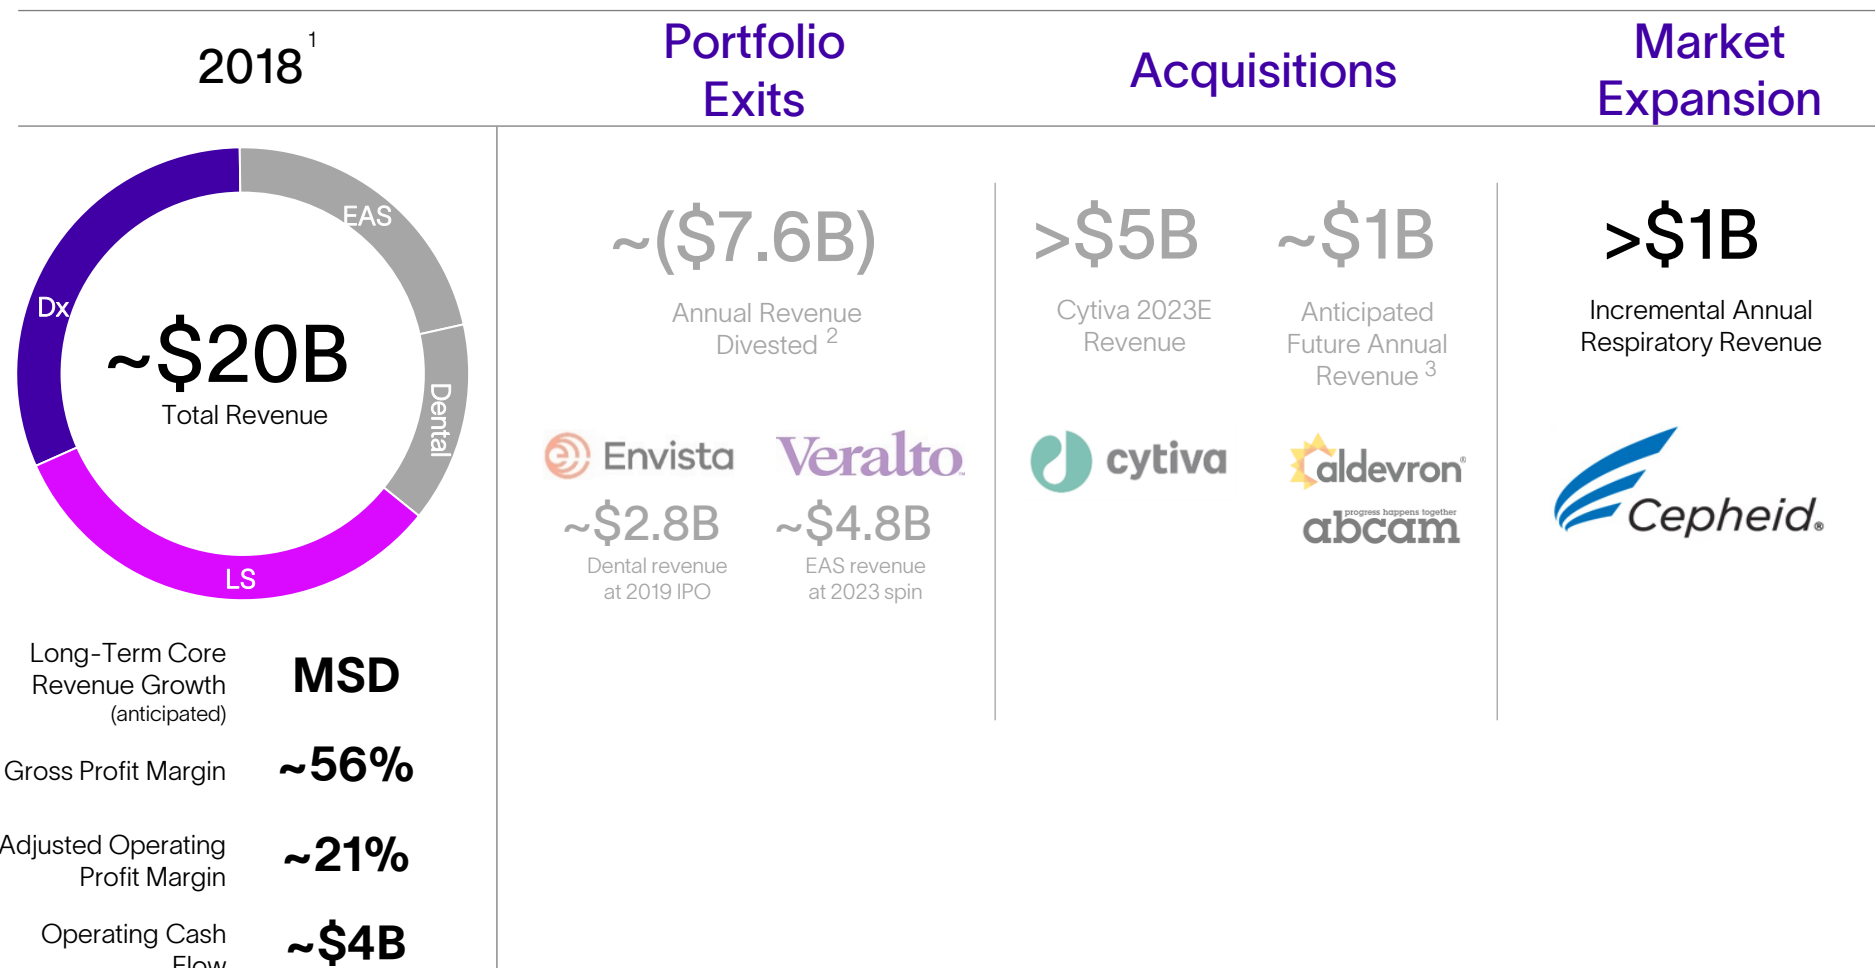 2018 1
Portfolio
Exits
Acquisitions
Market
Expansion
EAS
Dx
Dental
LS
~$20B
Total Revenue
~($7.6B)
Annual Revenue
Divested 2
Envista
Veralto™
~$2.8B
~$4.8B
Dental revenue
at 2019 IPO
EAS revenue
at 2023 spin
>$5B
Cytiva 2023E
Revenue
cytiva
~$1B
Anticipated
Future Annual
Revenue 3
aldevron®
progress happens together
abcam
>$1B
Incremental Annual
Respiratory Revenue
Cepheid®
Long-Term Core
Revenue Growth
(anticipated)
MSD
Gross Profit Margin
~56%
Adjusted Operating
Profit Margin
~21%
Operating Cash
Flow
~$4B